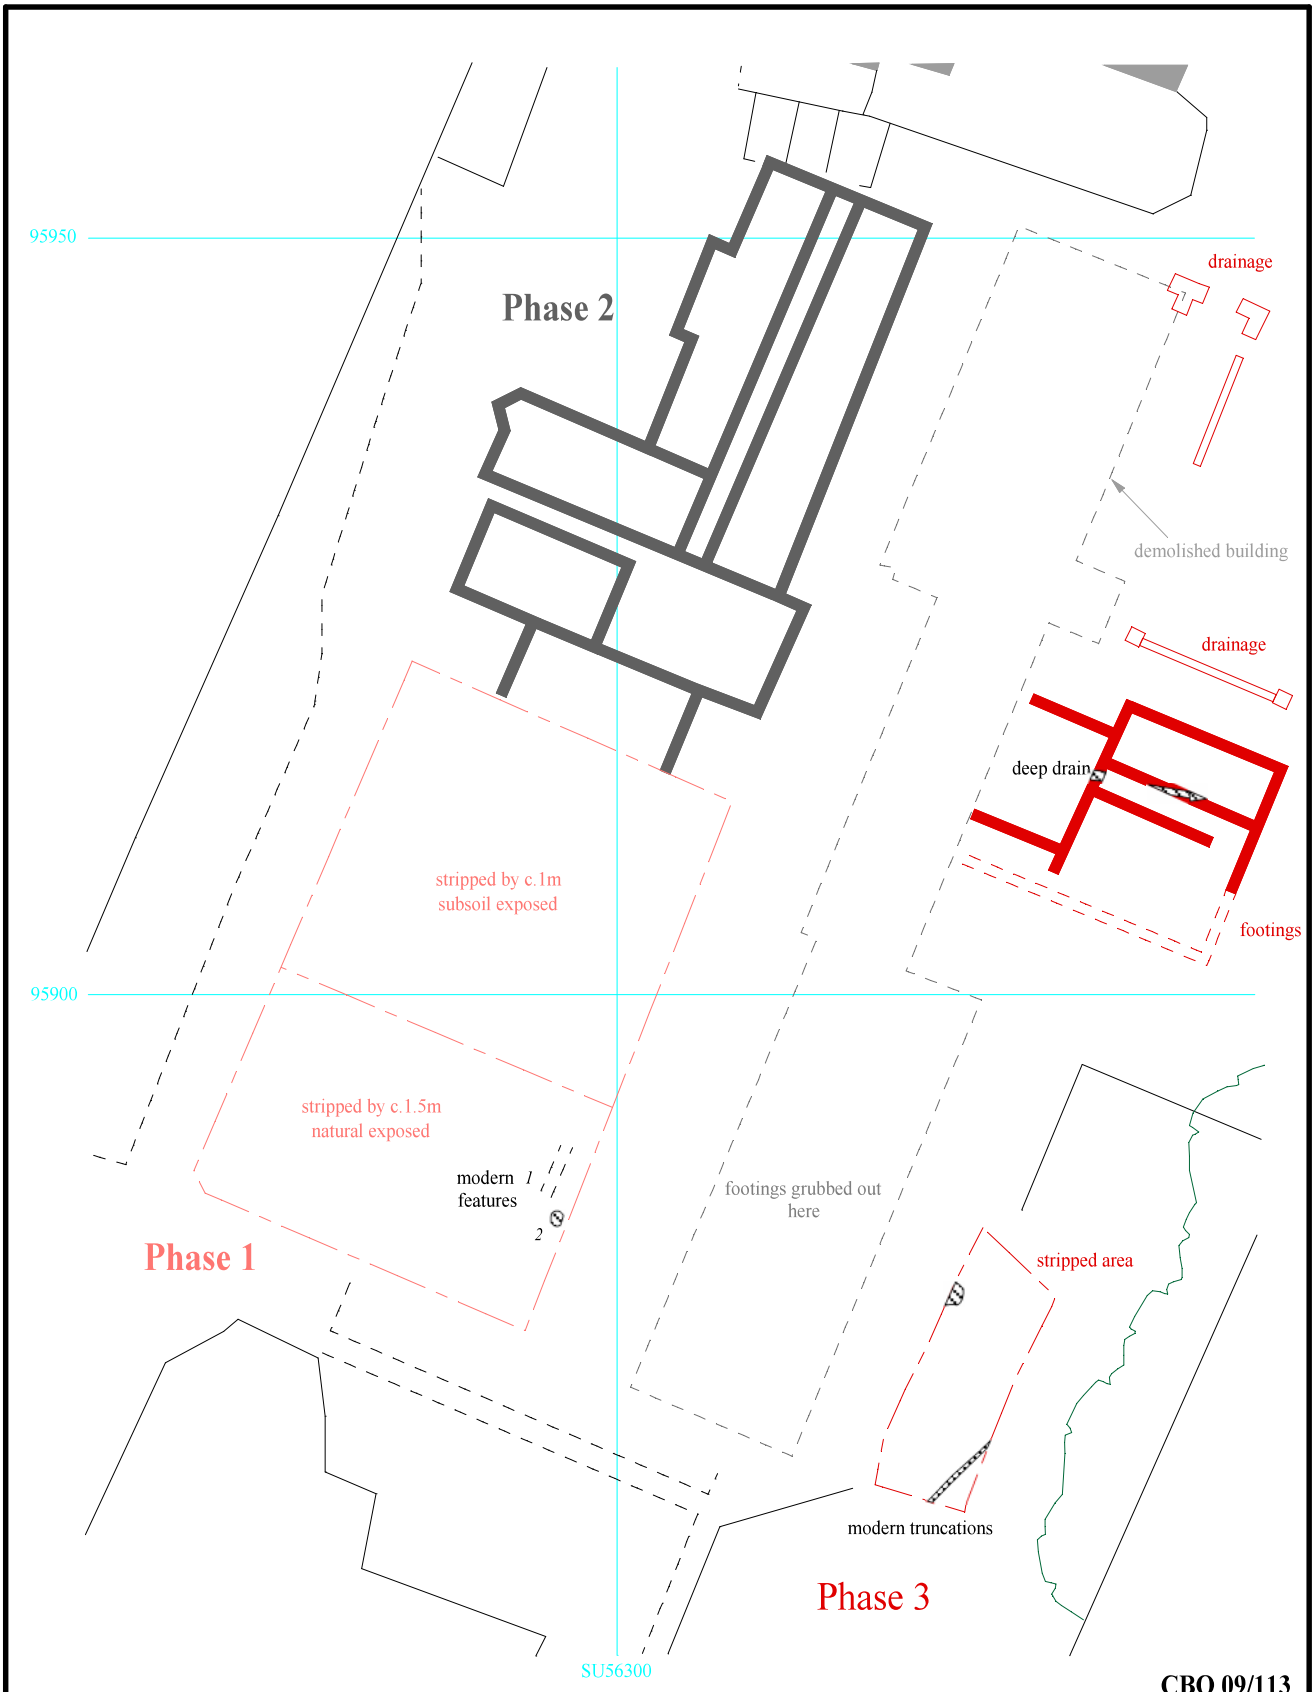 95950
drainage
Phase 2
demolished building
drainage
deep drain
stripped by c.1m
subsoil exposed
footings
95900
stripped by c.1.5m
natural exposed
modern 1
features
2
footings grubbed out
here
Phase 1
stripped area
modern truncations
Phase 3
SU56300
CBO 09/113